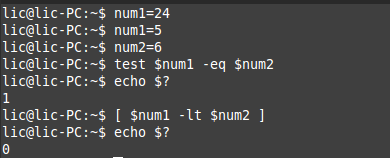 lic@lic-PC:~$ num1=24
lic@lic-PC:~$ num1=5
lic@lic-PC:~$ num2=6
lic@lic-PC:~$ test $num1 -eq $num2
lic@lic-PC:~$ echo $?
1
lic@lic-PC:~$ [ $num1 -lt $num2 ]
lic@lic-PC:~$ echo $?
0